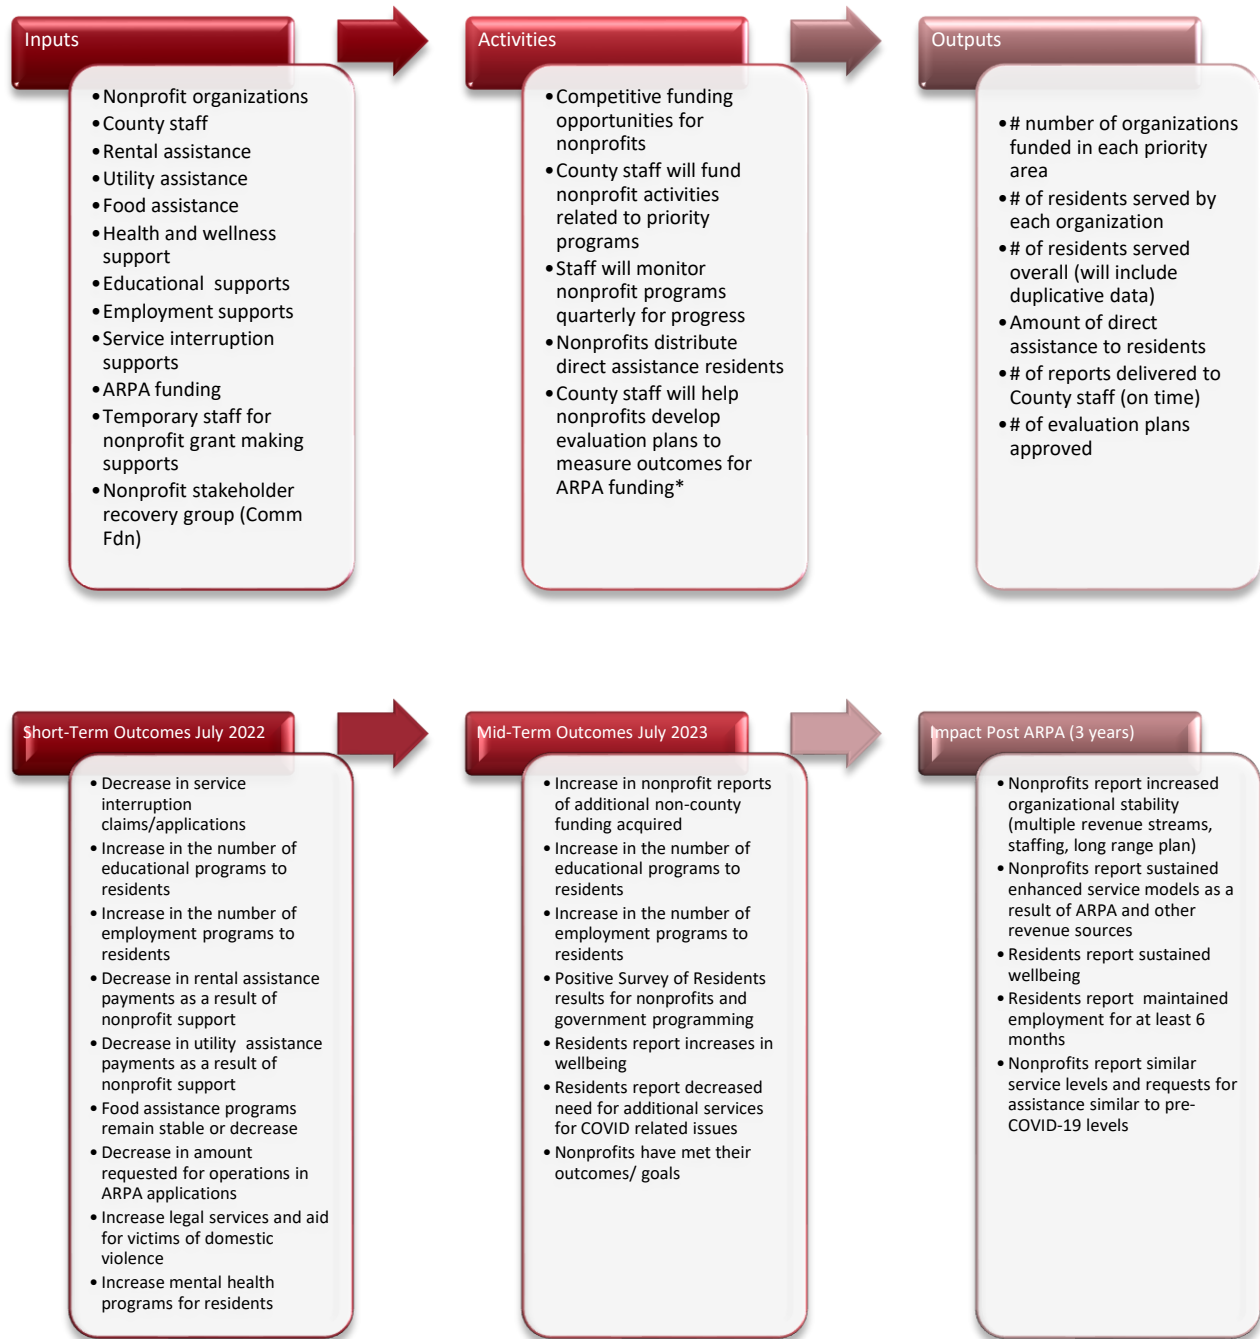 Inputs
• Nonprofit organizations
• County staff
• Rental assistance
• Utility assistance
• Food assistance
• Health and wellness
support
• Educational  supports
• Employment supports
• Service interruption
supports
• ARPA funding
• Temporary staff for
nonprofit grant making
supports
• Nonprofit stakeholder
recovery group (Comm
Fdn)
Activities
• Competitive funding
opportunities for
nonprofits
• County staff will fund
nonprofit activities
related to priority
programs
• Staff will monitor
nonprofit programs
quarterly for progress
• Nonprofits distribute
direct assistance residents
• County staff will help
nonprofits develop
evaluation plans to
measure outcomes for
ARPA funding*
Outputs
• # number of organizations
funded in each priority
area
• # of residents served by
each organization
• # of residents served
overall (will include
duplicative data)
• Amount of direct
assistance to residents
• # of reports delivered to
County staff (on time)
• # of evaluation plans
approved
Short-Term Outcomes July 2022
• Decrease in service
interruption
claims/applications
• Increase in the number of
educational programs to
residents
• Increase in the number of
employment programs to
residents
• Decrease in rental assistance
payments as a result of
nonprofit support
• Decrease in utility  assistance
payments as a result of
nonprofit support
• Food assistance programs
remain stable or decrease
• Decrease in amount
requested for operations in
ARPA applications
• Increase legal services and aid
for victims of domestic
violence
• Increase mental health
programs for residents
Mid-Term Outcomes July 2023
• Increase in nonprofit reports
of additional non-county
funding acquired
• Increase in the number of
educational programs to
residents
• Increase in the number of
employment programs to
residents
• Positive Survey of Residents
results for nonprofits and
government programming
• Residents report increases in
wellbeing
• Residents report decreased
need for additional services
for COVID related issues
• Nonprofits have met their
outcomes/ goals
Impact Post ARPA (3 years)
• Nonprofits report increased
organizational stability
(multiple revenue streams,
staffing, long range plan)
• Nonprofits report sustained
enhanced service models as a
result of ARPA and other
revenue sources
• Residents report sustained
wellbeing
• Residents report  maintained
employment for at least 6
months
• Nonprofits report similar
service levels and requests for
assistance similar to pre-
COVID-19 levels